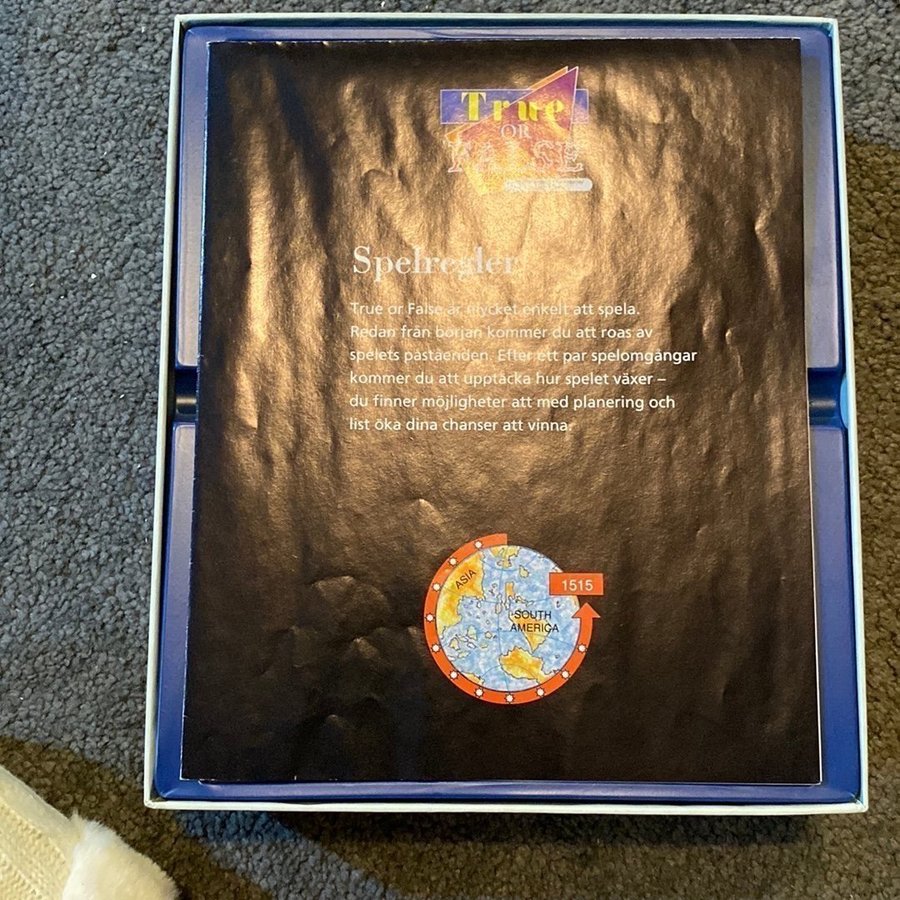 True
OR
FALSE
Spelregler
True or False är mycket enkelt att spela.
Redan från början kommer du att roas av
spelets påståenden. Efter ett par spelomgångar
kommer du att upptäcka hur spelet växer –
du finner möjligheter att med planering och
list öka dina chanser att vinna.
1515
ASIA
SOUTH
AMERICA